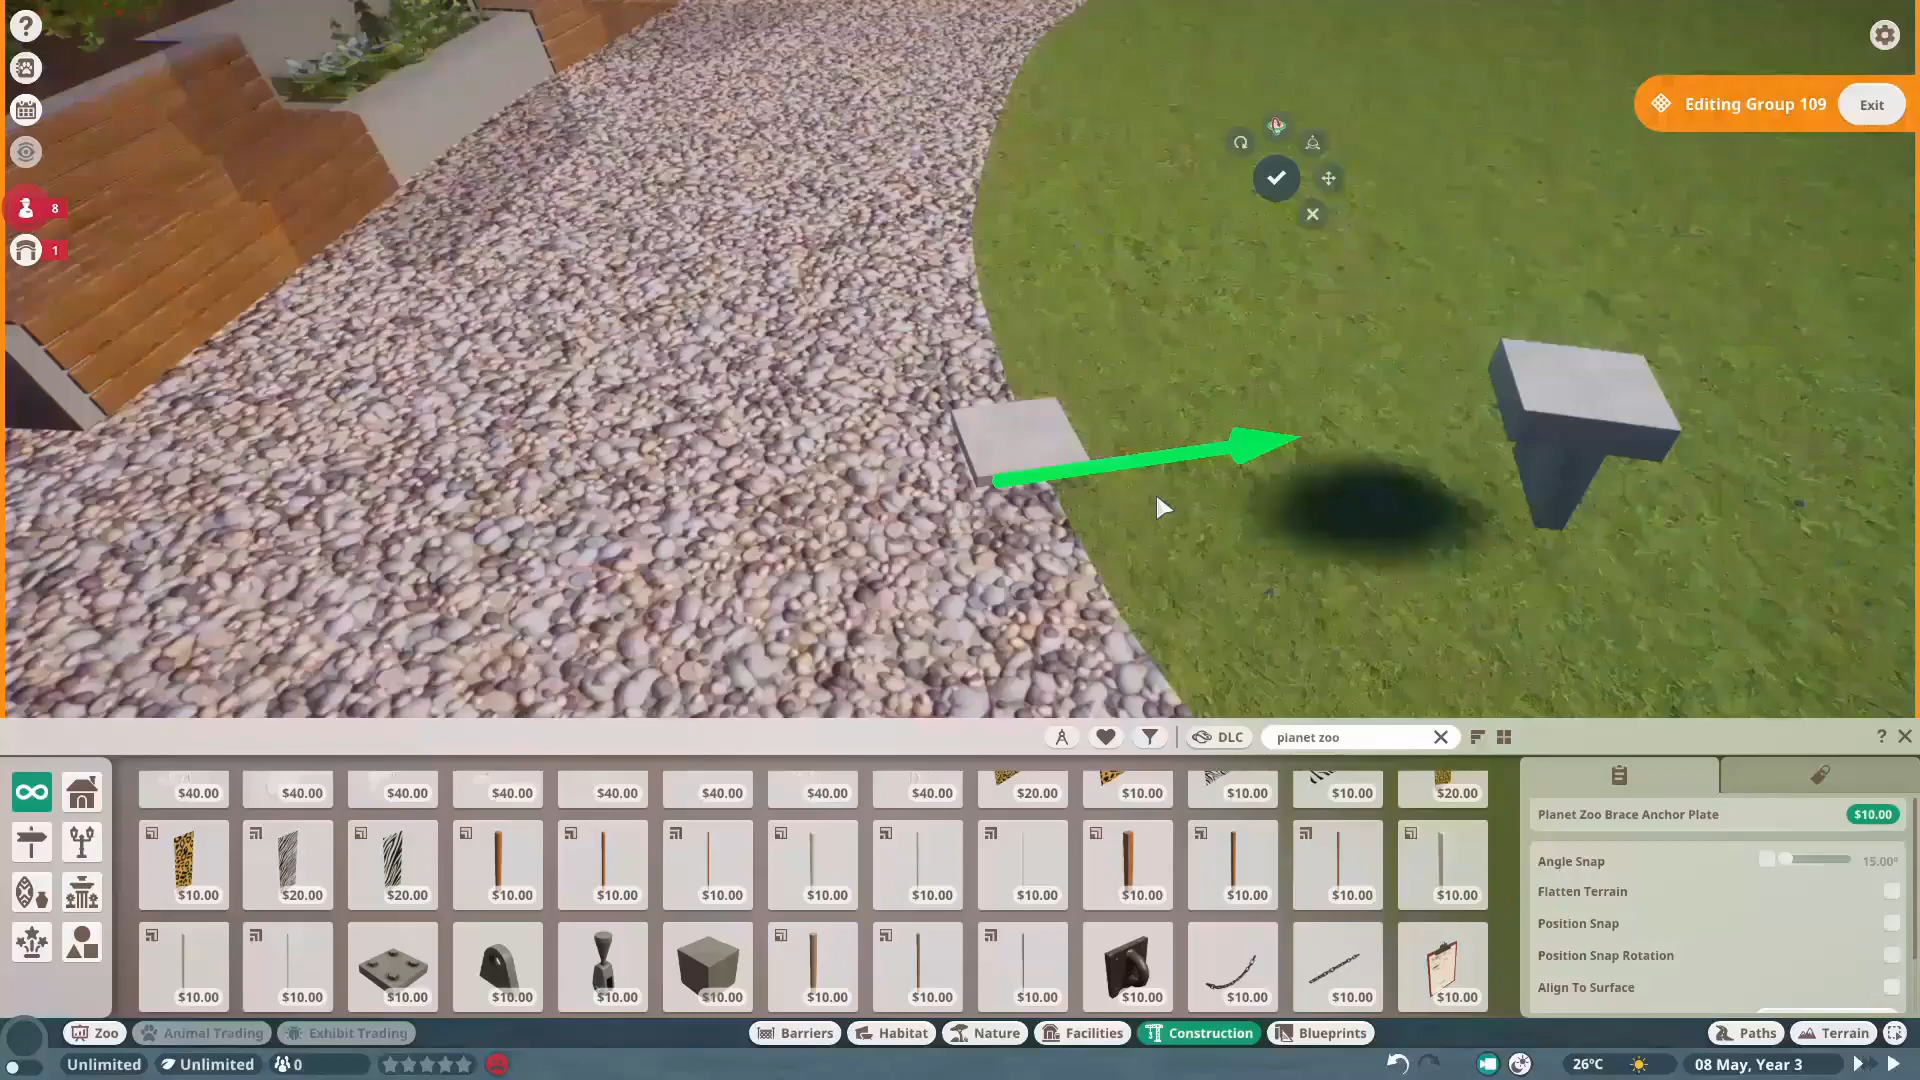 ?
Editing Group 109
Exit
8
1
DLC
planet zoo
?
$40.00 $40.00 $40.00 $40.00 $40.00 $40.00 $40.00 $40.00 $20.00 $10.00 $10.00 $10.00 $20.00
$10.00 $20.00 $20.00 $10.00 $10.00 $10.00 $10.00 $10.00 $10.00 $10.00 $10.00 $10.00 $10.00
$10.00 $10.00 $10.00 $10.00 $10.00 $10.00 $10.00 $10.00 $10.00 $10.00 $10.00 $10.00 $10.00
Planet Zoo Brace Anchor Plate
$10.00
Angle Snap
15.00°
Flatten Terrain
Position Snap
Position Snap Rotation
Align To Surface
Zoo
Animal Trading
Exhibit Trading
Barriers
Habitat
Nature
Facilities
Construction
Blueprints
Paths
Terrain
Unlimited
Unlimited
0
26°C
08 May, Year 3